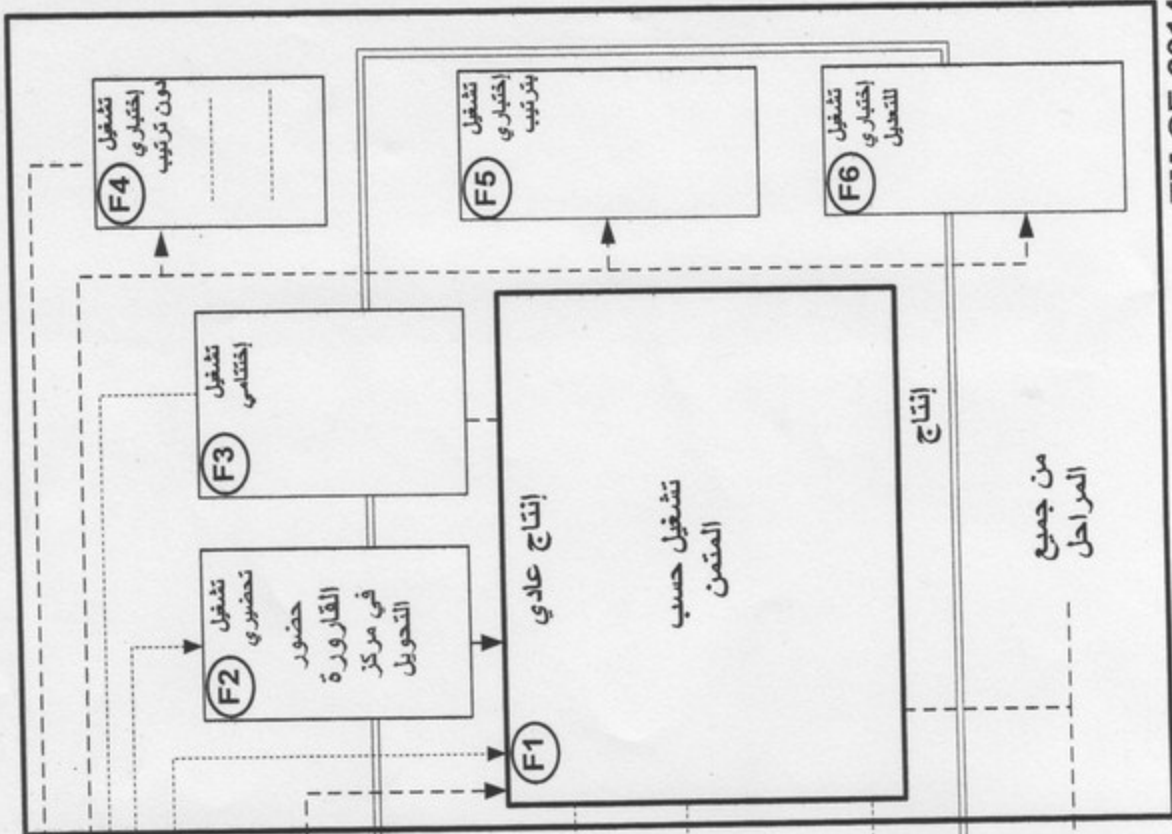 F4
تشغيل
إختباري
دون ترتيب
F5
تشغيل
إختباري
بترتيب
F6
تشغيل
إختباري
للتعديل
F3
تشغيل
إختتامي
F2
تشغيل
تحضيري
حضور
القارورة
في مركز
التحويل
F1
إنتاج عادي
تشغيل حسب
المتمن
إنتاج
من جميع
المراحل